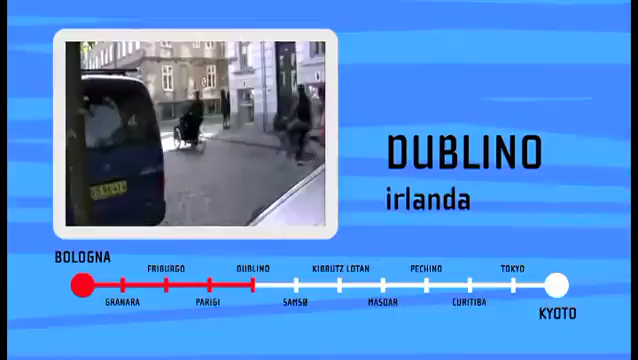 DUBLINO
irlanda
BOLOGNA
FRIBURGO
DUBLINO
KIBBUTZ LOTAN
PECHINO
TOKYO
GRANARA
PARIGI
SAMSØ
MASDAR
CURITIBA
KYOTO